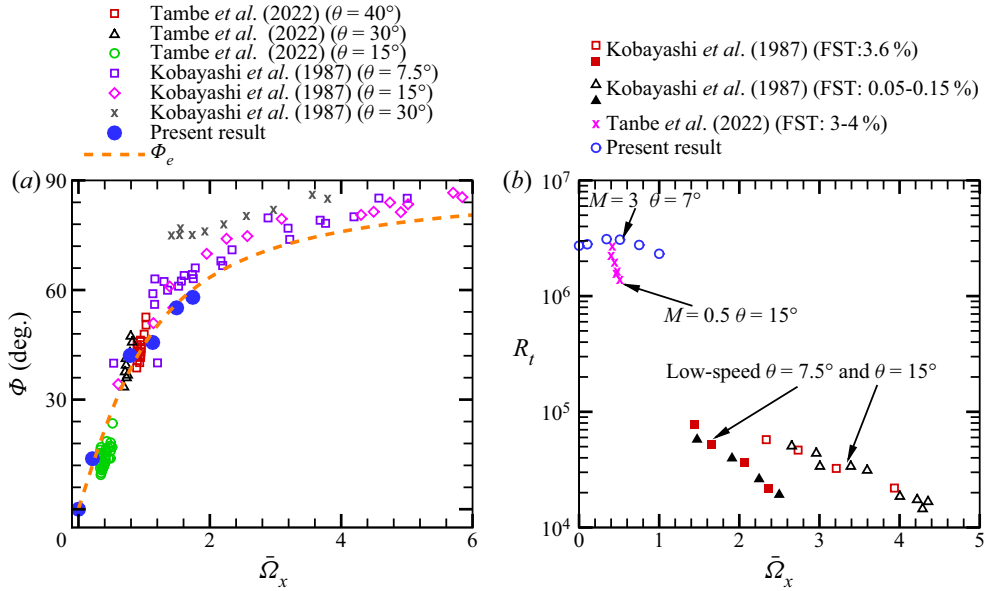 Tambe et al. (2022) (θ = 40°)
Tambe et al. (2022) (θ = 30°)
Tambe et al. (2022) (θ = 15°)
Kobayashi et al. (1987) (θ = 7.5°)
Kobayashi et al. (1987) (θ = 15°)
Kobayashi et al. (1987) (θ = 30°)
Present result
Φe
Kobayashi et al. (1987) (FST:3.6 %)
Kobayashi et al. (1987) (FST: 0.05-0.15%)
Tanbe et al. (2022) (FST: 3-4 %)
Present result
(a)
90
60
30
0
Φ (deg.)
0 2 4 6
Ω̄x
(b)
10^7
10^6
10^5
10^4
Rt
M = 3 θ = 7°
M = 0.5 θ = 15°
Low-speed θ = 7.5° and θ = 15°
0 1 2 3 4 5
Ω̄x